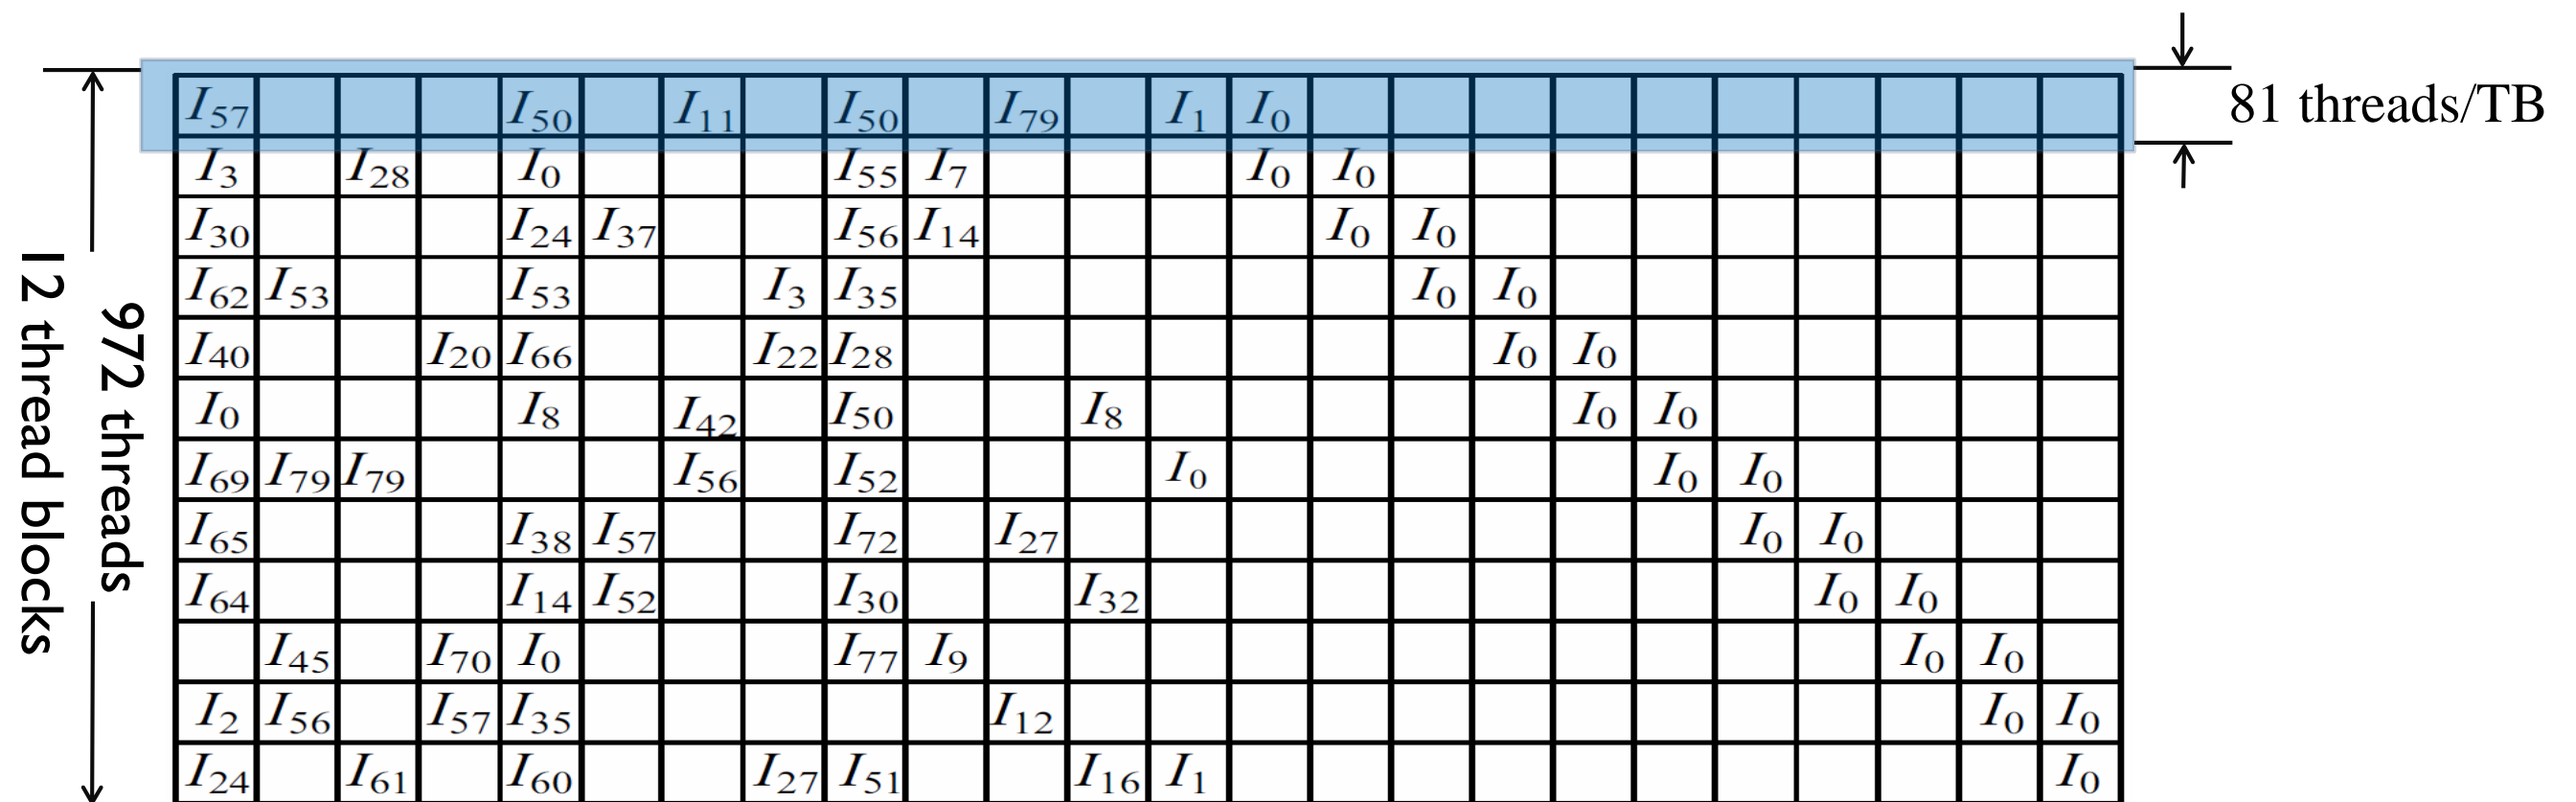 I57 I50 I11 I50 I79 I1 I0
81 threads/TB
I3 I28 I0 I55 I7 I0 I0
I30 I24 I37 I56 I14 I0 I0
I62 I53 I53 I3 I35 I0 I0
I40 I20 I66 I22 I28 I0 I0
I0 I8 I42 I50 I8 I0 I0
I69 I79 I79 I56 I52 I0 I0 I0
I65 I38 I57 I72 I27 I0 I0
I64 I14 I52 I30 I32 I0 I0
I45 I70 I0 I77 I9 I0 I0
I2 I56 I57 I35 I12 I0 I0
I24 I61 I60 I27 I51 I16 I1 I0
972 threads
12 thread blocks